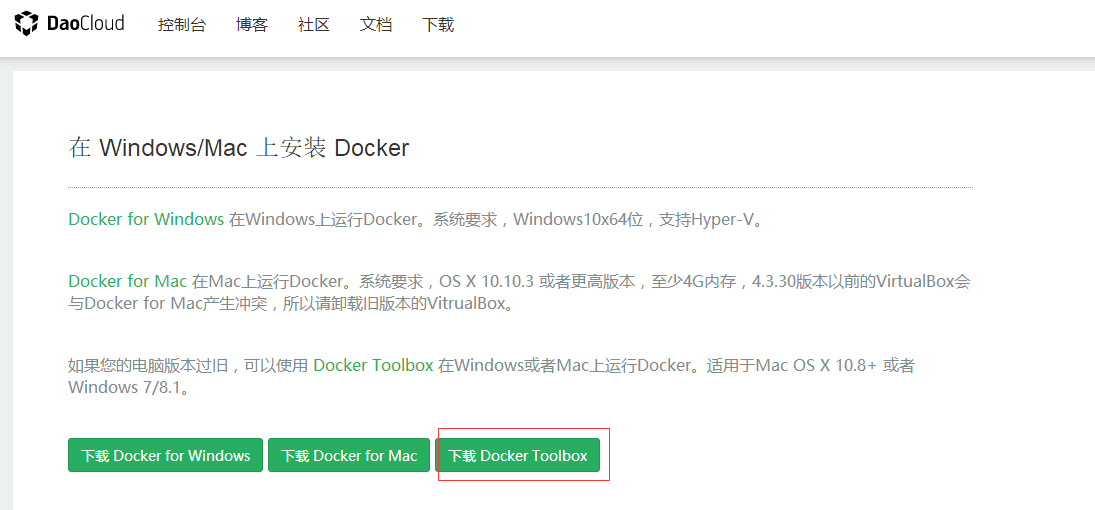 DaoCloud 控制台 博客 社区 文档 下载
在 Windows/Mac 上安装 Docker
Docker for Windows 在Windows上运行Docker。系统要求，Windows10x64位，支持Hyper-V。
Docker for Mac 在Mac上运行Docker。系统要求，OS X 10.10.3 或者更高版本，至少4G内存，4.3.30版本以前的VirtualBox会
与Docker for Mac产生冲突，所以请卸载旧版本的VitrualBox。
如果您的电脑版本过旧，可以使用 Docker Toolbox 在Windows或者Mac上运行Docker。适用于Mac OS X 10.8+ 或者
Windows 7/8.1。
下载 Docker for Windows 下载 Docker for Mac 下载 Docker Toolbox